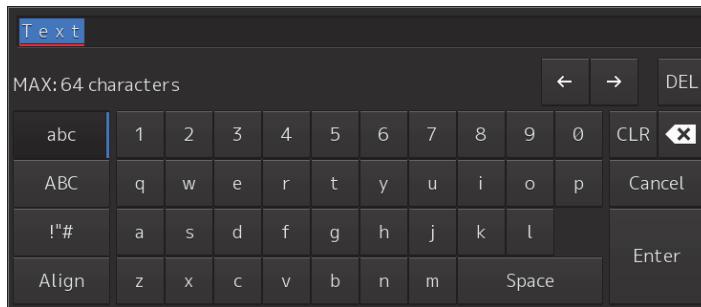 Text
MAX: 64 characters
← → DEL
abc 1 2 3 4 5 6 7 8 9 0 CLR
ABC q w e r t y u i o p Cancel
!"# a s d f g h j k l
Enter
Align z x c v b n m Space